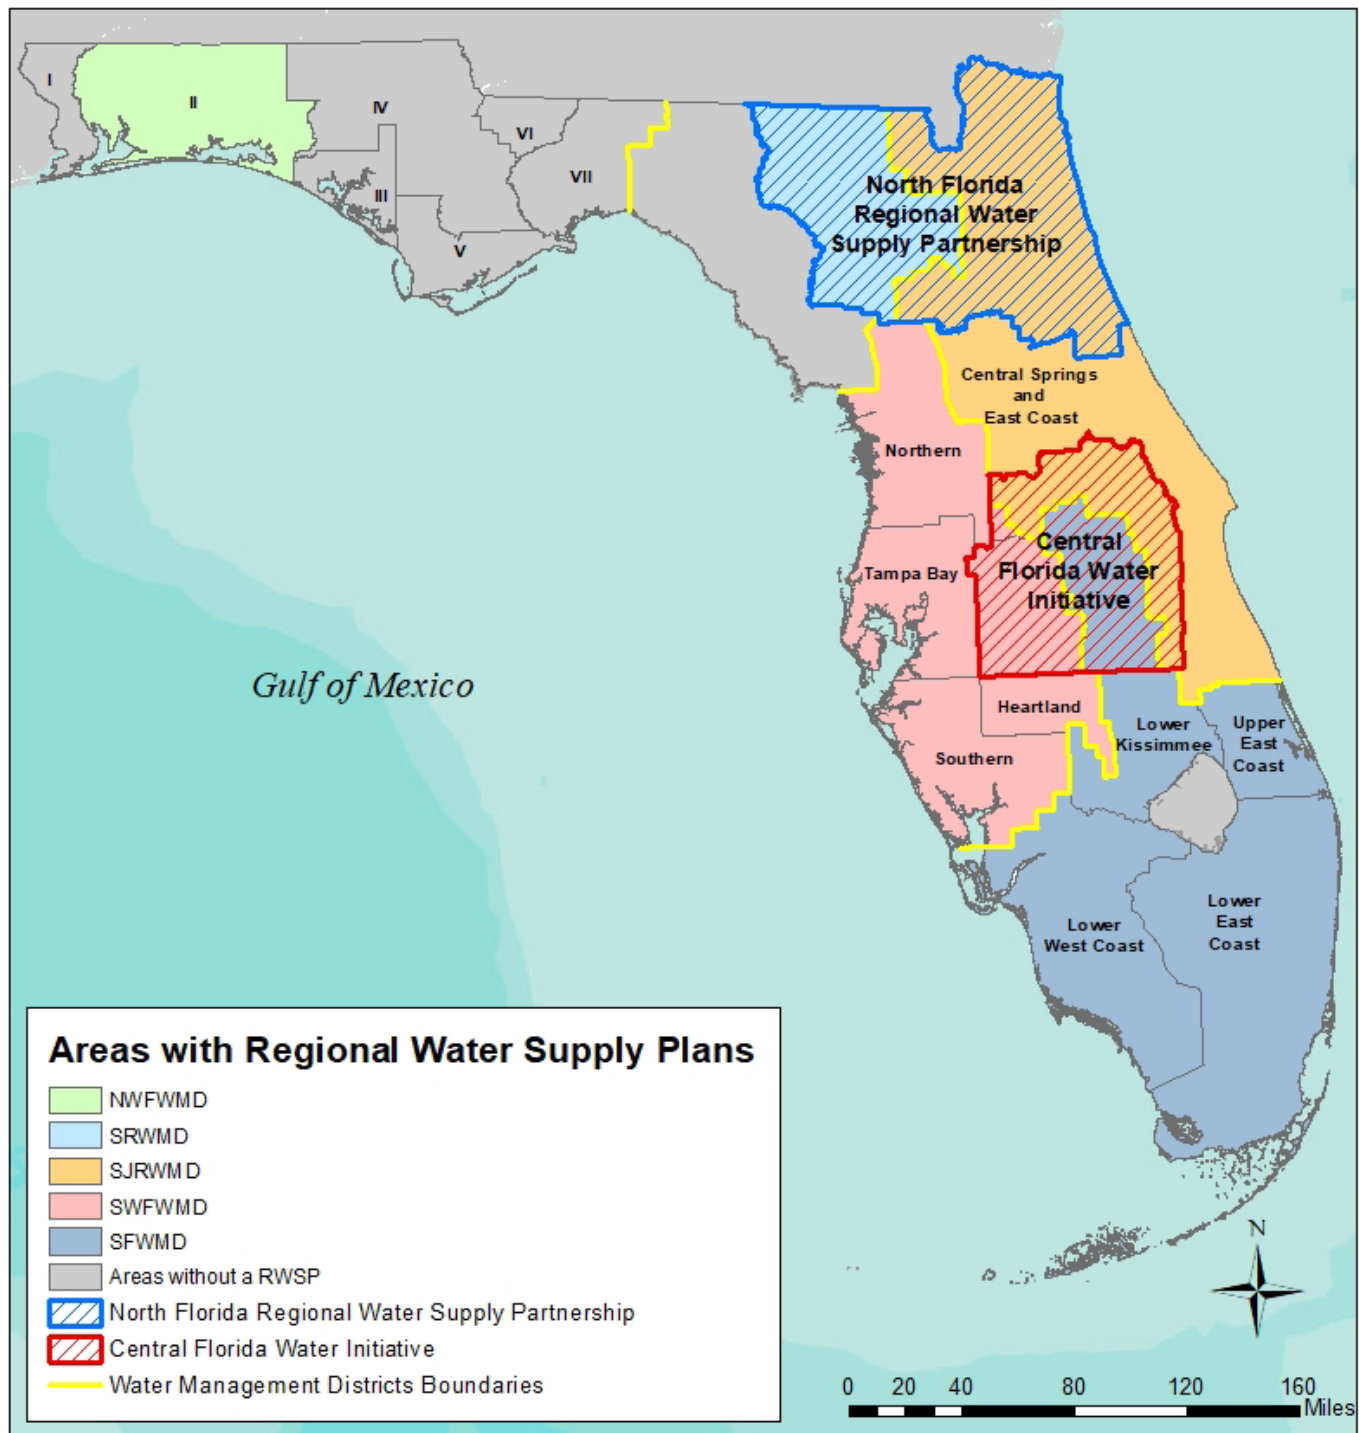 I
II
IV
VI
VII
III
V
North Florida
Regional Water
Supply Partnership
Central Springs
and
East Coast
Northern
Central
Florida Water
Initiative
Tampa Bay
Gulf of Mexico
Heartland
Lower
Kissimmee
Upper
East
Coast
Southern
Lower
West Coast
Lower
East
Coast
Areas with Regional Water Supply Plans
NWFWMD
SRWMD
SJRWMD
SWFWMD
SFWMD
Areas without a RWSP
North Florida Regional Water Supply Partnership
Central Florida Water Initiative
Water Management Districts Boundaries
N
0 20 40 80 120 160
Miles